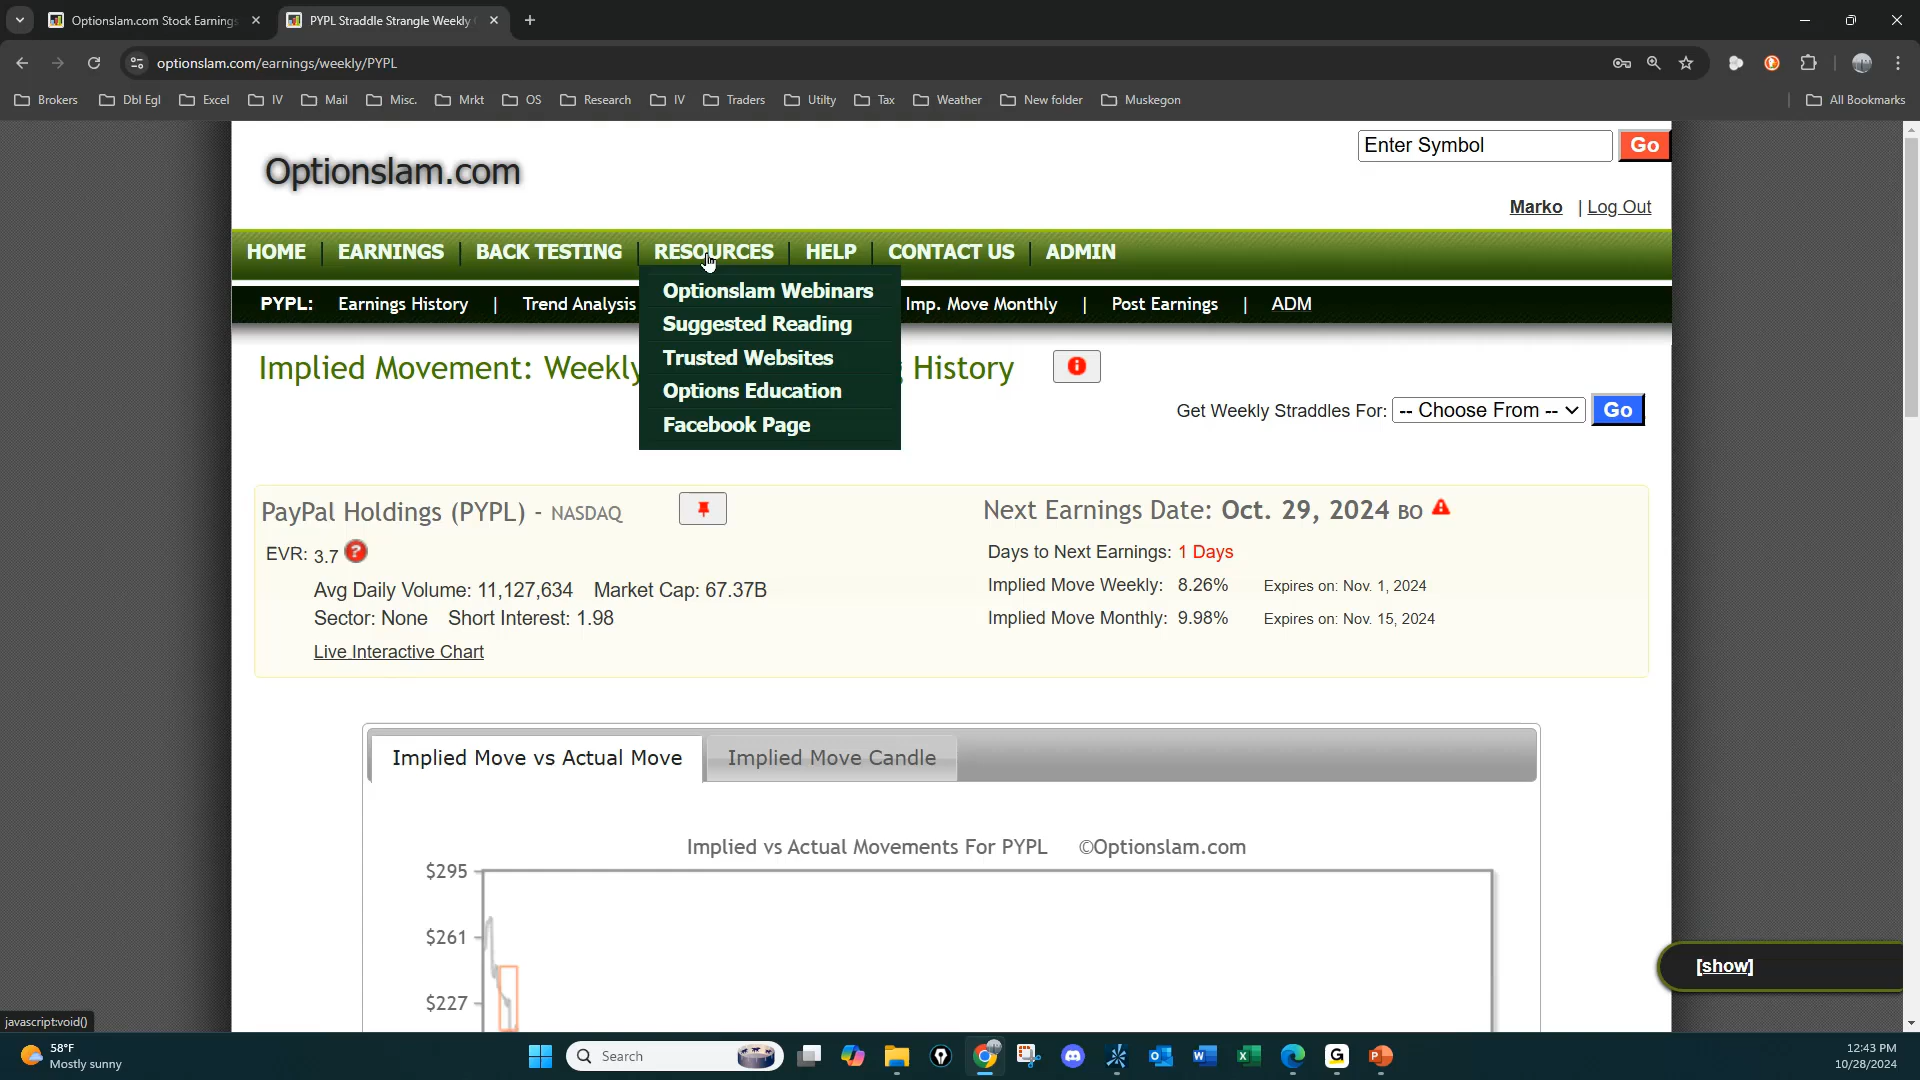 Optionslam.com Stock Earnings
PYPL Straddle Strangle Weekly
optionslam.com/earnings/weekly/PYPL
Brokers
Dbl Egl
Excel
IV
Mail
Misc.
Mrkt
OS
Research
IV
Traders
Utilty
Tax
Weather
New folder
Muskegon
All Bookmarks
Optionslam.com
Enter Symbol
Go
Marko | Log Out
HOME
EARNINGS
BACK TESTING
RESOURCES
HELP
CONTACT US
ADMIN
Optionslam Webinars
Suggested Reading
Trusted Websites
Options Education
Facebook Page
PYPL: Earnings History | Trend Analysis Imp. Move Monthly | Post Earnings | ADM
Implied Movement: Weekly History
Get Weekly Straddles For: -- Choose From -- Go
PayPal Holdings (PYPL) - NASDAQ
EVR: 3.7 ?
Avg Daily Volume: 11,127,634 Market Cap: 67.37B
Sector: None Short Interest: 1.98
Live Interactive Chart
Next Earnings Date: Oct. 29, 2024 BO
Days to Next Earnings: 1 Days
Implied Move Weekly: 8.26% Expires on: Nov. 1, 2024
Implied Move Monthly: 9.98% Expires on: Nov. 15, 2024
Implied Move vs Actual Move
Implied Move Candle
Implied vs Actual Movements For PYPL ©Optionslam.com
$295
$261
$227
[show]
javascript:void()
58°F
Mostly sunny
Search
12:43 PM
10/28/2024